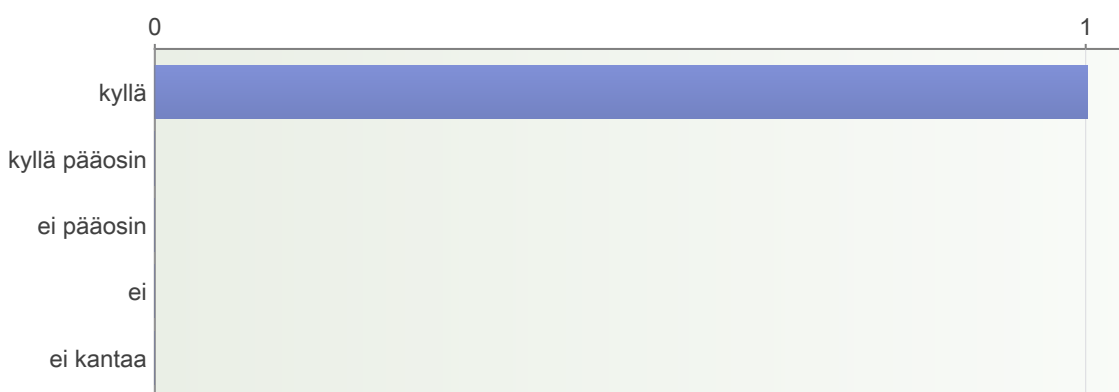 0 1
kyllä
kyllä pääosin
ei pääosin
ei
ei kantaa